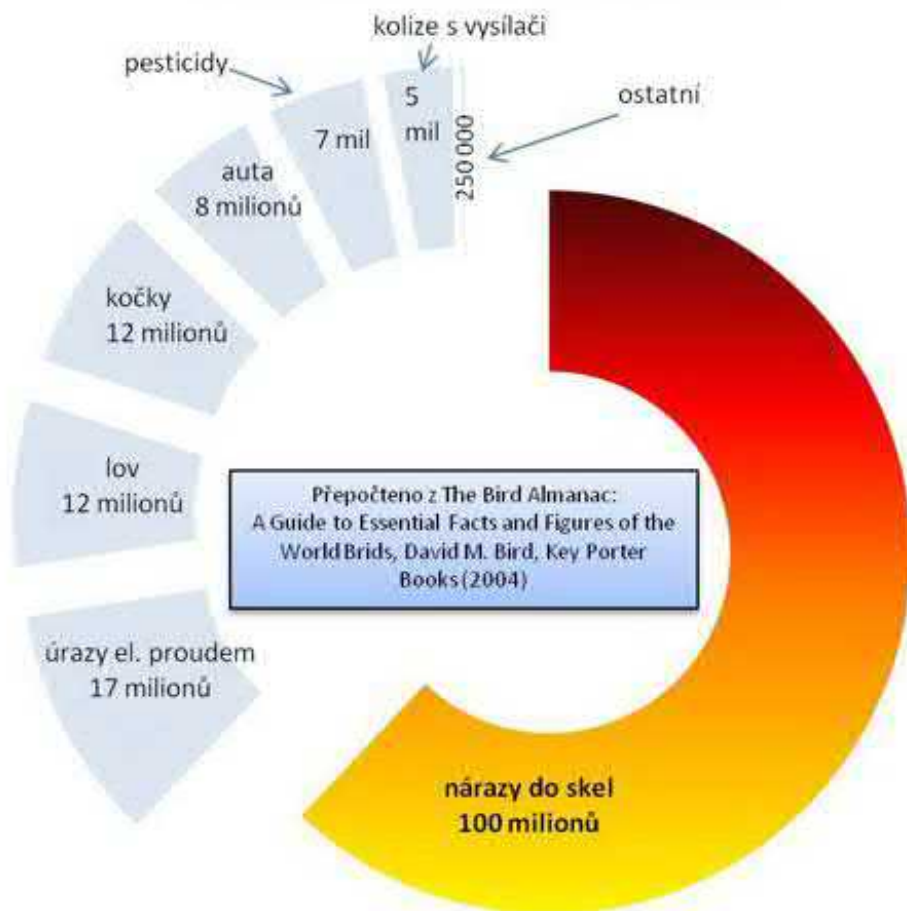 kolize s vysílači
pesticidy
ostatní
5
mil
250 000
7 mil
auta
8 milionů
kočky
12 milionů
lov
12 milionů
Přepočteno z The Bird Almanac:
A Guide to Essential Facts and Figures of the
World Brids, David M. Bird, Key Porter
Books (2004)
úrazy el. proudem
17 milionů
nárazy do skel
100 milionů